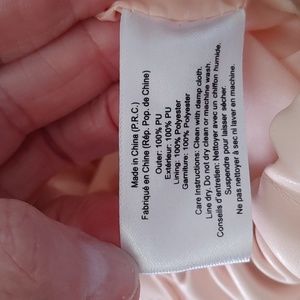 Made in China (P.R.C.)
Fabriqué en Chine (Rép. Pop. de Chine)
Outer: 100% PU
Extérieur: 100% PU
Lining: 100% Polyester
Garniture: 100% Polyester
Care Instructions: Clean with damp cloth.
Line dry. Do not dry clean or machine wash.
Conseils d'entretien: Nettoyer avec un chiffon humide.
Suspendre pour laisser sécher.
Ne pas nettoyer à sec ni laver en machine.